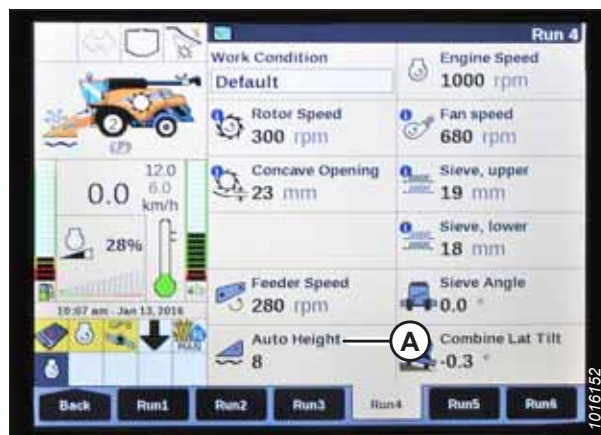 Run 4
Work Condition
Default
Engine Speed
1000 rpm
Rotor Speed
300 rpm
Fan speed
680 rpm
Concave Opening
23 mm
Sieve, upper
19 mm
Sieve, lower
18 mm
Feeder Speed
280 rpm
Sieve Angle
0.0 °
Auto Height
8
A
Combine Lat Tilt
-0.3 °
2
(P)
0.0
12.0
6.0
km/h
28%
10:07 am Jan 13, 2016
GPS
MAN
Back
Run1
Run2
Run3
Run4
Run5
Run6
1016152